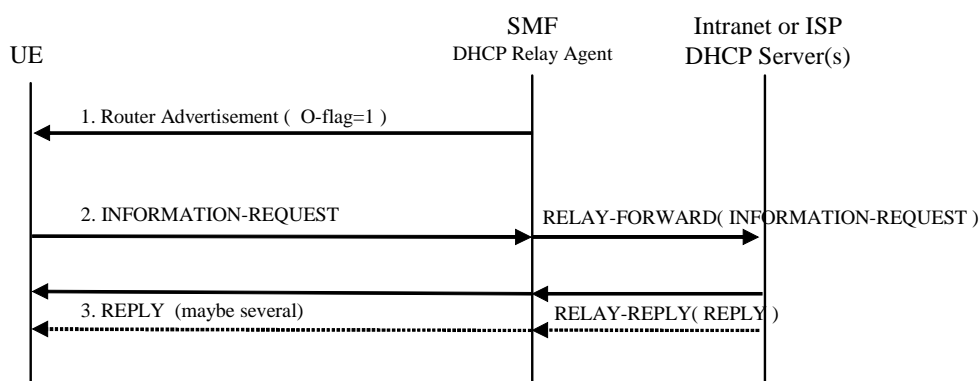 SMF
DHCP Relay Agent
Intranet or ISP
DHCP Server(s)
UE
1. Router Advertisement ( O-flag=1 )
2. INFORMATION-REQUEST
RELAY-FORWARD( INFORMATION-REQUEST )
3. REPLY (maybe several)
RELAY-REPLY( REPLY )